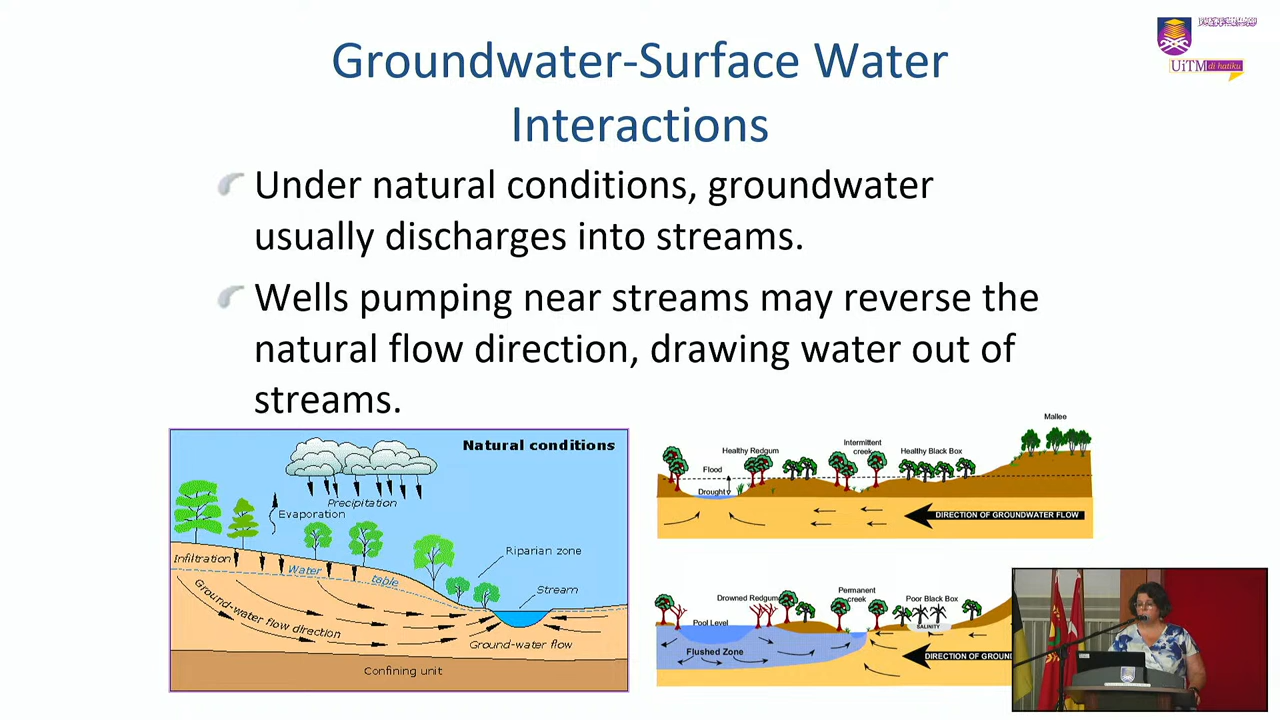 Groundwater-Surface Water
Interactions
UiTM di hatiku
Under natural conditions, groundwater
usually discharges into streams.
Wells pumping near streams may reverse the
natural flow direction, drawing water out of
streams.
Natural conditions
Precipitation
Evaporation
Riparian zone
Infiltration
Water table
Stream
Ground-water flow direction
Ground-water flow
Confining unit
Mallee
Healthy Redgum
Intermittent
creek
Healthy Black Box
Flood
Drought
DIRECTION OF GROUNDWATER FLOW
Drowned Redgum
Permanent
creek
Poor Black Box
SALINITY
Pool Level
Flushed Zone
DIRECTION OF GROUN